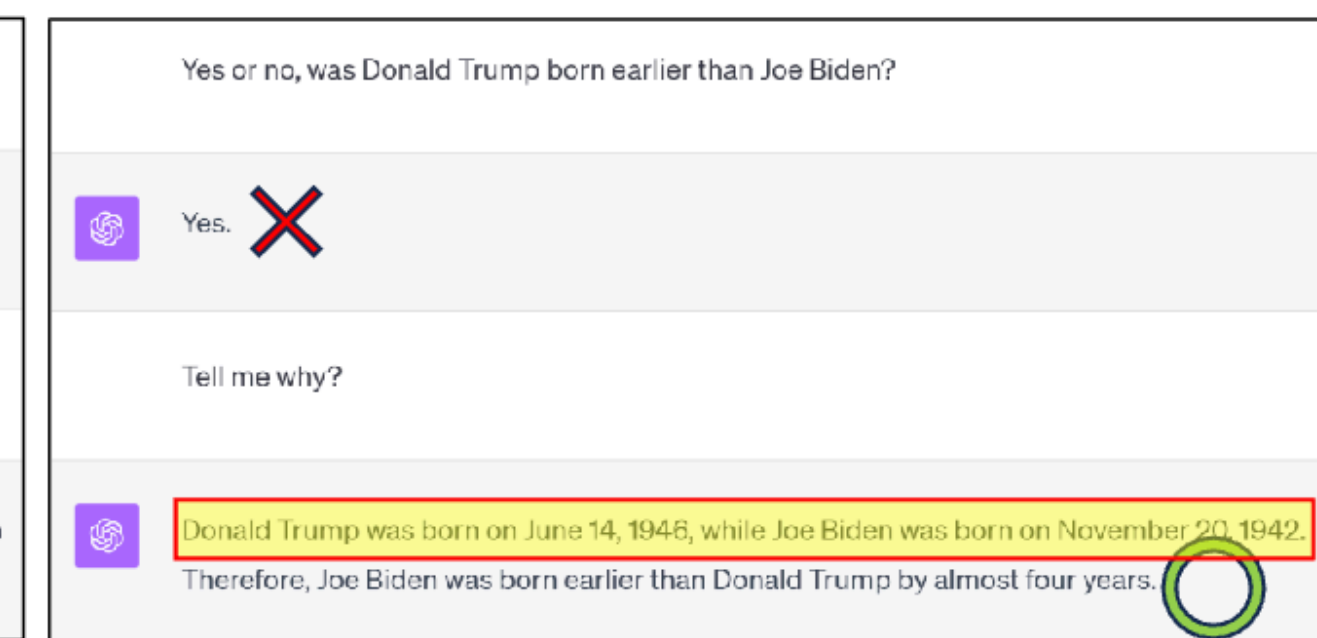 Yes or no, was Donald Trump born earlier than Joe Biden?
Yes.
Tell me why?
Donald Trump was born on June 14, 1946, while Joe Biden was born on November 20, 1942.
Therefore, Joe Biden was born earlier than Donald Trump by almost four years.